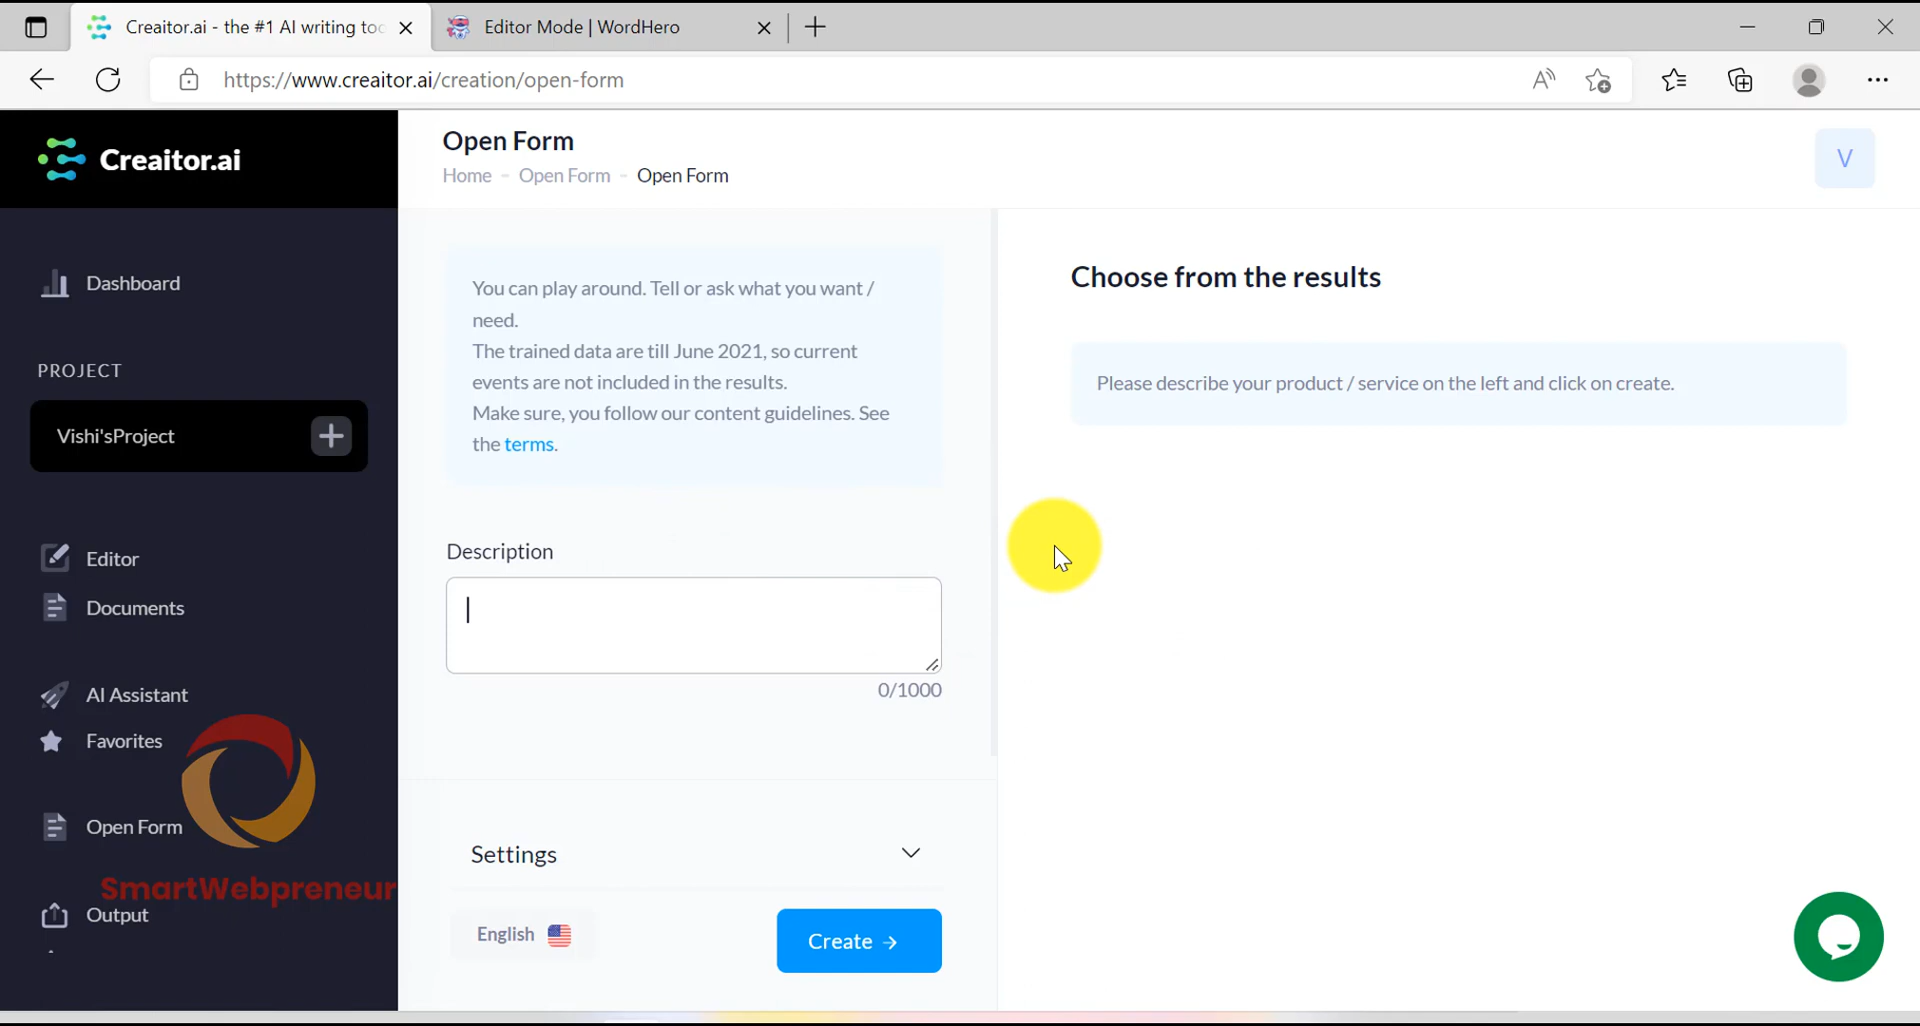 Creaitor.ai - the #1 AI writing too
Editor Mode | WordHero
https://www.creaitor.ai/creation/open-form
Creaitor.ai
Open Form
Home - Open Form - Open Form
V
Dashboard
PROJECT
Vishi'sProject
Editor
Documents
AI Assistant
Favorites
Open Form
SmartWebpreneur
Output
You can play around. Tell or ask what you want /
need.
The trained data are till June 2021, so current
events are not included in the results.
Make sure, you follow our content guidelines. See
the terms.
Description
0/1000
Settings
English
Create →
Choose from the results
Please describe your product / service on the left and click on create.